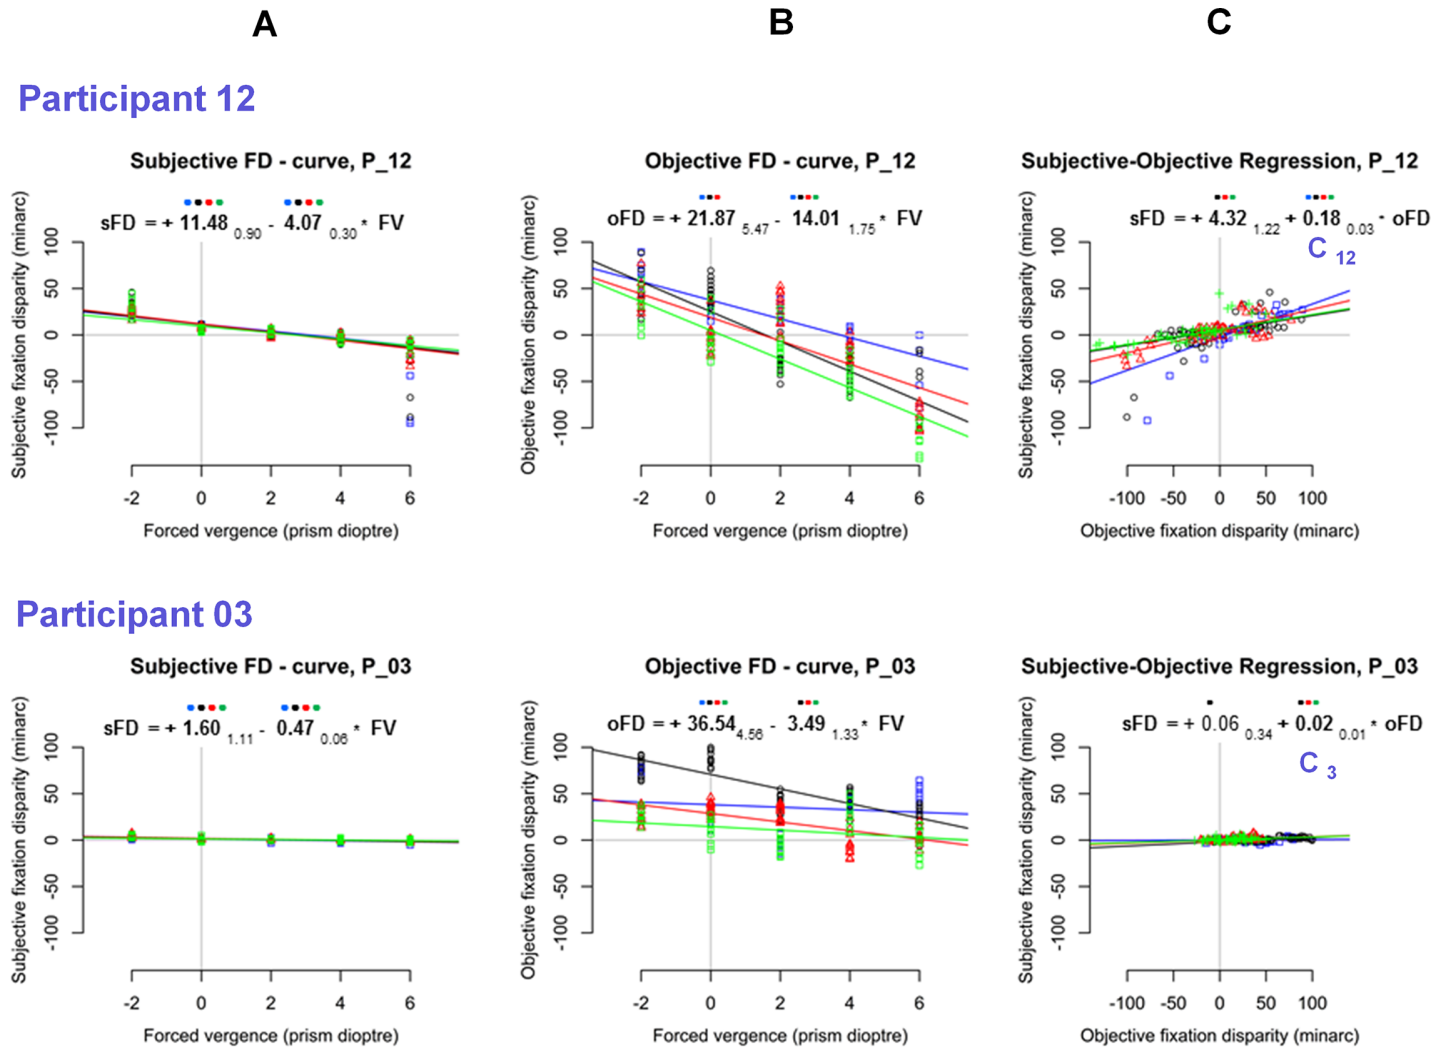 A B C
Participant 12
Subjective FD - curve, P_12
sFD = + 11.48 0.90 - 4.07 0.30 * FV
Subjective fixation disparity (minarc)
100
50
0
-50
-100
-2 0 2 4 6
Forced vergence (prism dioptre)
Objective FD - curve, P_12
oFD = + 21.87 5.47 - 14.01 1.75 * FV
Objective fixation disparity (minarc)
100
50
0
-50
-100
-2 0 2 4 6
Forced vergence (prism dioptre)
Subjective-Objective Regression, P_12
sFD = + 4.32 1.22 + 0.18 0.03 * oFD
C 12
Subjective fixation disparity (minarc)
100
50
0
-50
-100
-100 -50 0 50 100
Objective fixation disparity (minarc)
Participant 03
Subjective FD - curve, P_03
sFD = + 1.60 1.11 - 0.47 0.06 * FV
Subjective fixation disparity (minarc)
100
50
0
-50
-100
-2 0 2 4 6
Forced vergence (prism dioptre)
Objective FD - curve, P_03
oFD = + 36.54 4.56 - 3.49 1.33 * FV
Objective fixation disparity (minarc)
100
50
0
-50
-100
-2 0 2 4 6
Forced vergence (prism dioptre)
Subjective-Objective Regression, P_03
sFD = + 0.06 0.34 + 0.02 0.01 * oFD
C 3
Subjective fixation disparity (minarc)
100
50
0
-50
-100
-100 -50 0 50 100
Objective fixation disparity (minarc)